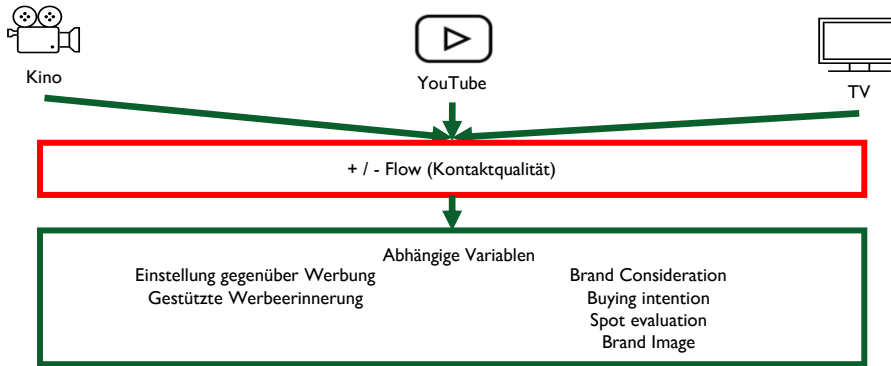 Kino
YouTube
TV
+ / - Flow (Kontaktqualität)
Abhängige Variablen
Einstellung gegenüber Werbung
Gestützte Werbeerinnerung
Brand Consideration
Buying intention
Spot evaluation
Brand Image